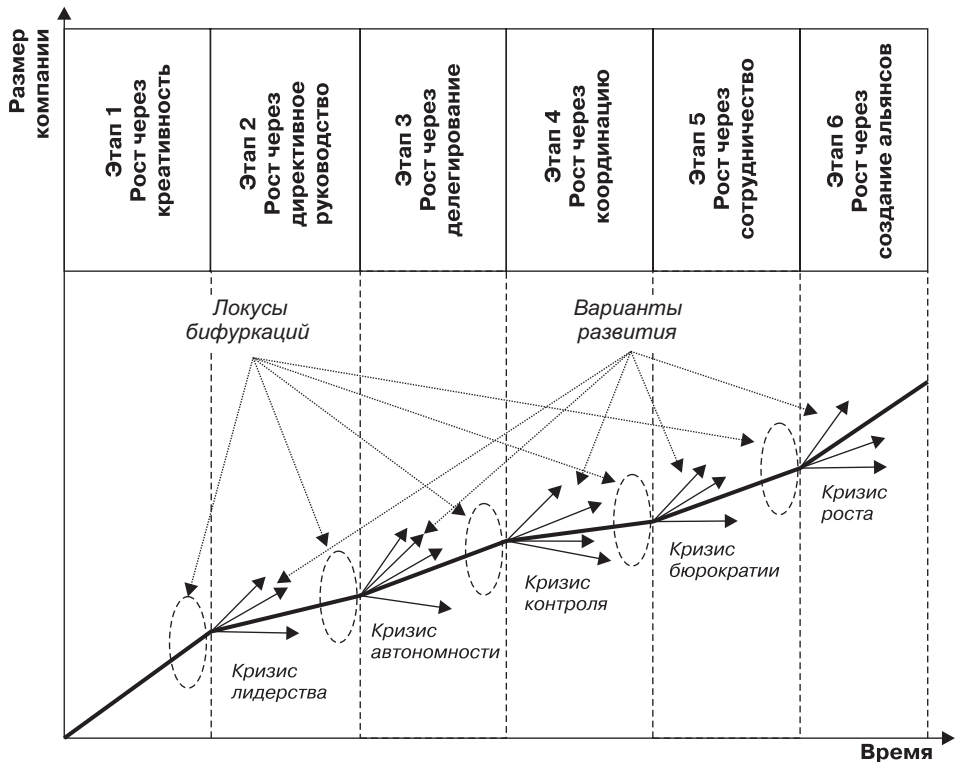 Размер
компании
Этап 1
Рост через
креативность
Этап 2
Рост через
директивное
руководство
Этап 3
Рост через
делегирование
Этап 4
Рост через
координацию
Этап 5
Рост через
сотрудничество
Этап 6
Рост через
создание альянсов
Локусы
бифуркаций
Варианты
развития
Кризис
лидерства
Кризис
автономности
Кризис
контроля
Кризис
бюрократии
Кризис
роста
Время